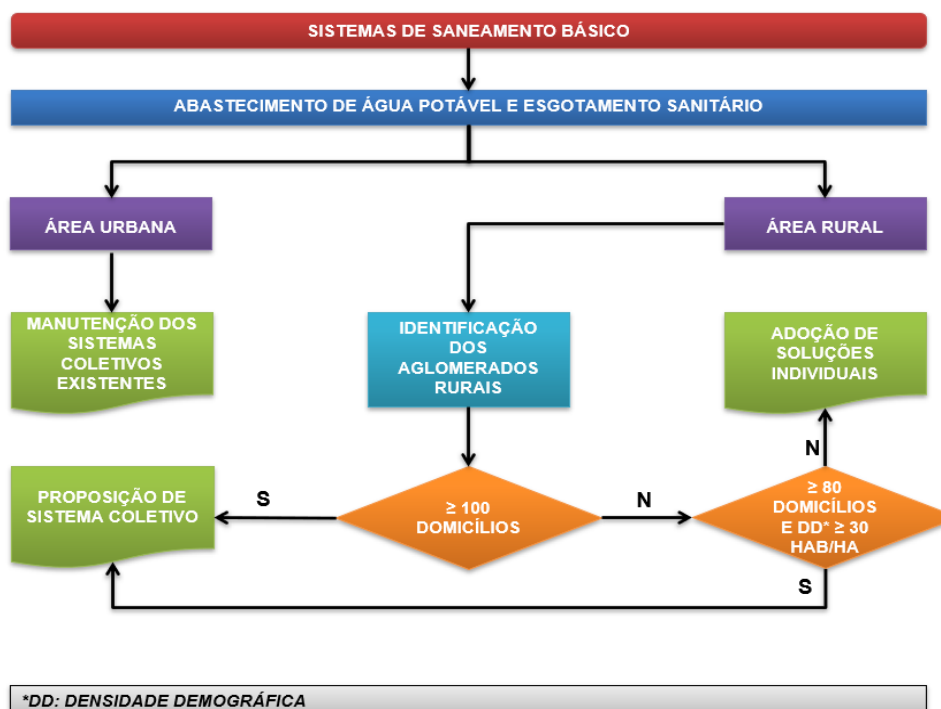 SISTEMAS DE SANEAMENTO BÁSICO
ABASTECIMENTO DE ÁGUA POTÁVEL E ESGOTAMENTO SANITÁRIO
ÁREA URBANA
ÁREA RURAL
MANUTENÇÃO DOS
SISTEMAS
COLETIVOS
EXISTENTES
IDENTIFICAÇÃO
DOS
AGLOMERADOS
RURAIS
ADOÇÃO DE
SOLUÇÕES
INDIVIDUAIS
N
PROPOSIÇÃO DE
SISTEMA COLETIVO
S
≥ 100
DOMICÍLIOS
N
≥ 80
DOMICÍLIOS
E DD* ≥ 30
HAB/HA
S
*DD: DENSIDADE DEMOGRÁFICA